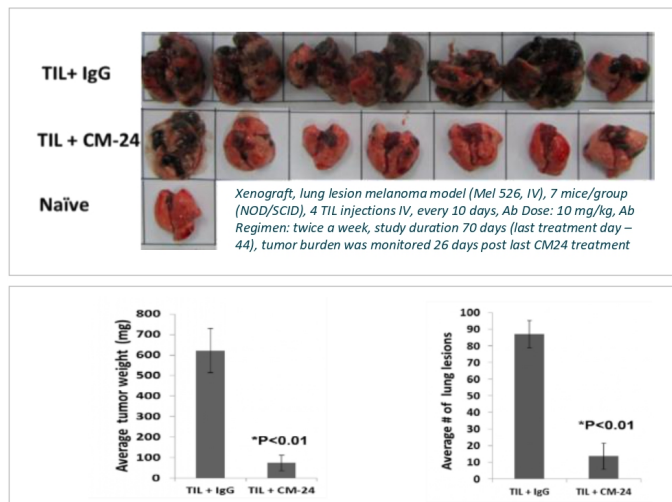 TIL+ IgG
TIL + CM-24
Naïve
Xenograft, lung lesion melanoma model (Mel 526, IV), 7 mice/group
(NOD/SCID), 4 TIL injections IV, every 10 days, Ab Dose: 10 mg/kg, Ab
Regimen: twice a week, study duration 70 days (last treatment day –
44), tumor burden was monitored 26 days post last CM24 treatment
Average tumor weight (mg)
800
700
600
500
400
300
200
100
0
*P<0.01
TIL + IgG TIL + CM-24
Average # of lung lesions
100
90
80
70
60
50
40
30
20
10
0
*P<0.01
TIL + IgG TIL + CM-24